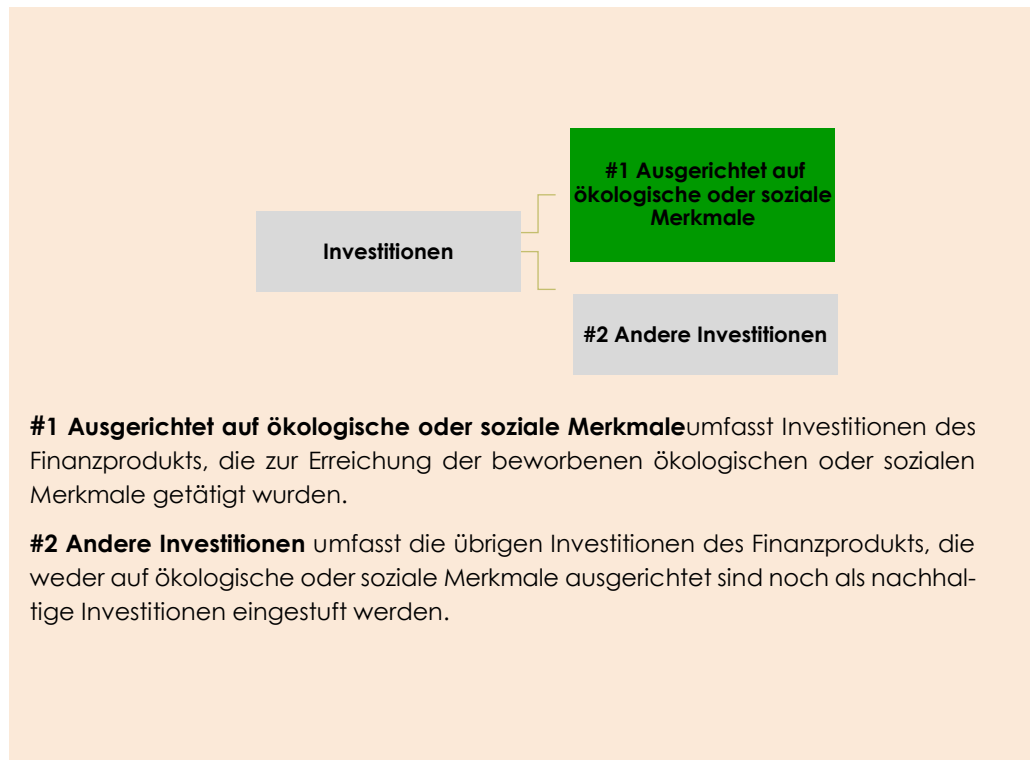 #1 Ausgerichtet auf
ökologische oder soziale
Merkmale
Investitionen
#2 Andere Investitionen
#1 Ausgerichtet auf ökologische oder soziale Merkmaleumfasst Investitionen des
Finanzprodukts, die zur Erreichung der beworbenen ökologischen oder sozialen
Merkmale getätigt wurden.
#2 Andere Investitionen umfasst die übrigen Investitionen des Finanzprodukts, die
weder auf ökologische oder soziale Merkmale ausgerichtet sind noch als nachhal-
tige Investitionen eingestuft werden.